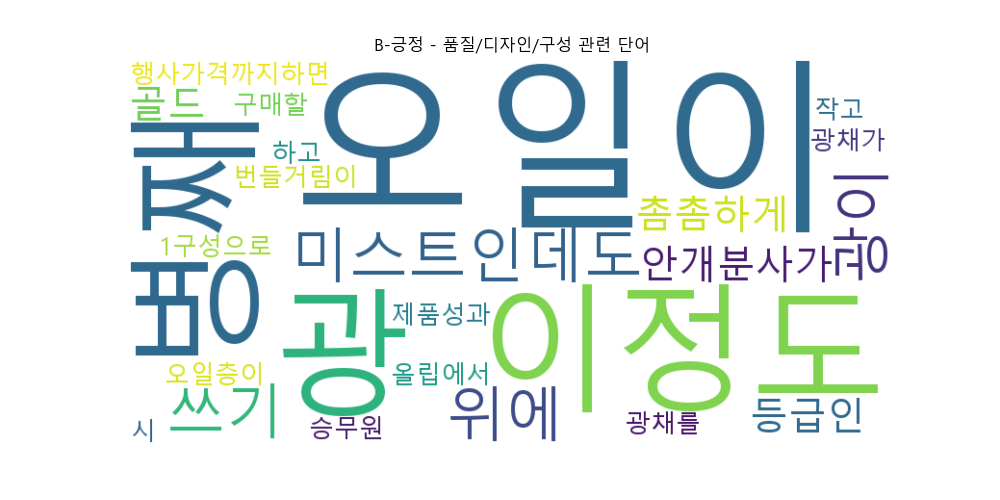 B-긍정 - 품질/디자인/구성 관련 단어
행사가격까지하면
골드
구매할
오일이
작고
광채가
하고
번들거림이
째
촘촘하게
광이
1구성으로
미스트인데도
안개분사가
병
광
이정도
제품성과
오일층이
올립에서
쓰기
위에
등급인
시
승무원
광채를